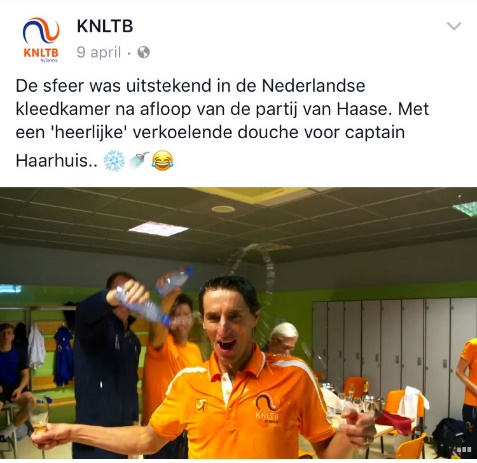 KNLTB
KNLTB
9 april
De sfeer was uitstekend in de Nederlandse
kleedkamer na afloop van de partij van Haase. Met
een 'heerlijke' verkoelende douche voor captain
Haarhuis.. ❄️🚿😂
KNLTB